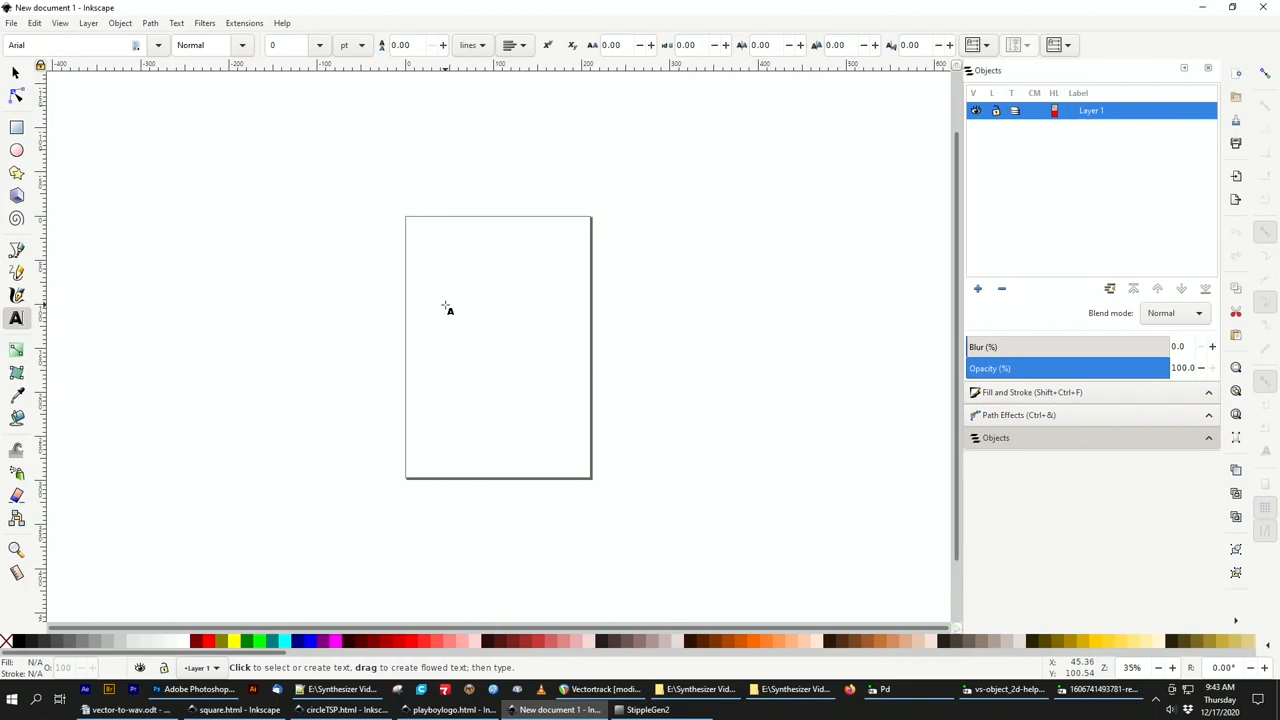 New document 1 - Inkscape
File Edit View Layer Object Path Text Filters Extensions Help
Arial Normal 0 pt 0.00 lines 0.00 0.00 0.00 0.00 0.00
Objects
V L T CM HL Label
Layer 1
A
Blend mode: Normal
Blur (%) 0.0
Opacity (%) 100.0
Fill and Stroke (Shift+Ctrl+F)
Path Effects (Ctrl+&)
Objects
Fill: N/A
Stroke: N/A
O: 100
Layer 1
Click to select or create text, drag to create flowed text; then type.
X: 45.36
Y: 100.54
Z: 35%
R: 0.00°
Adobe Photoshop... E:\Synthesizer Vid... Vectortrack [modi... E:\Synthesizer Vid... E:\Synthesizer Vid... Pd vs-object_2d-help... 1606741493781-re...
vector-to-wav.odt - ... square.html - Inkscape circleTSP.html - Inksc... playboylogo.html - In... New document 1 - In... StippleGen2
9:43 AM
Thursday
12/17/2020